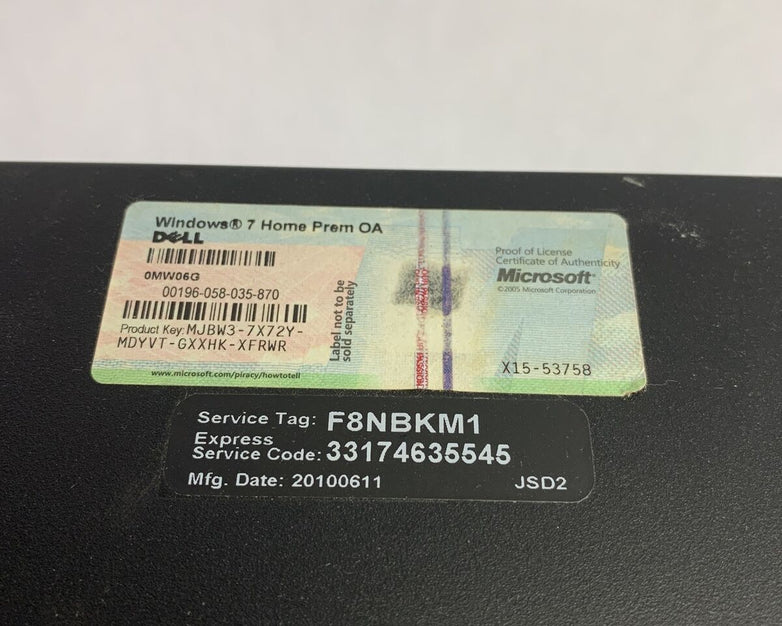 Windows® 7 Home Prem OA
DELL
0MW06G
00196-058-035-870
Product Key: MJBW3-7X72Y-
MDYVT-GXXHK-XFRWR
www.microsoft.com/piracy/howtotell
Label not to be
sold separately
Proof of License
Certificate of Authenticity
Microsoft®
©2005 Microsoft Corporation
X15-53758
Service Tag: F8NBKM1
Express
Service Code: 33174635545
Mfg. Date: 20100611 JSD2